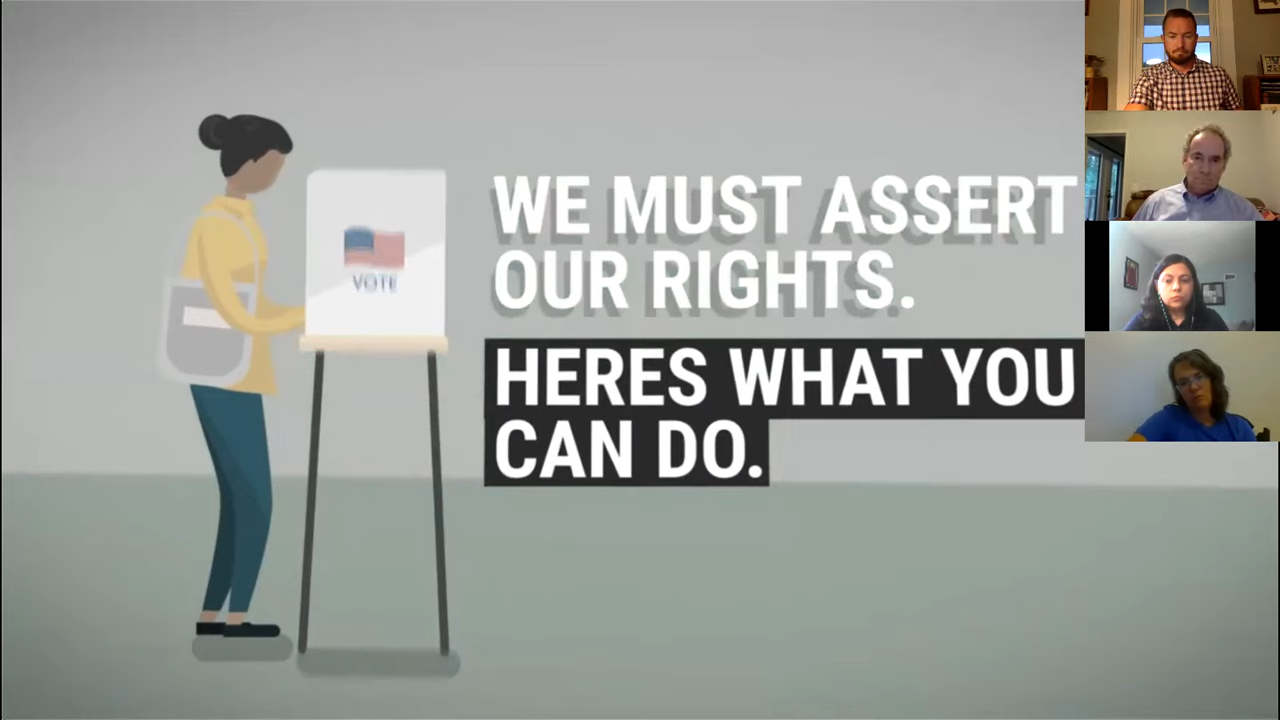 VOTE
WE MUST ASSERT
OUR RIGHTS.
HERES WHAT YOU
CAN DO.